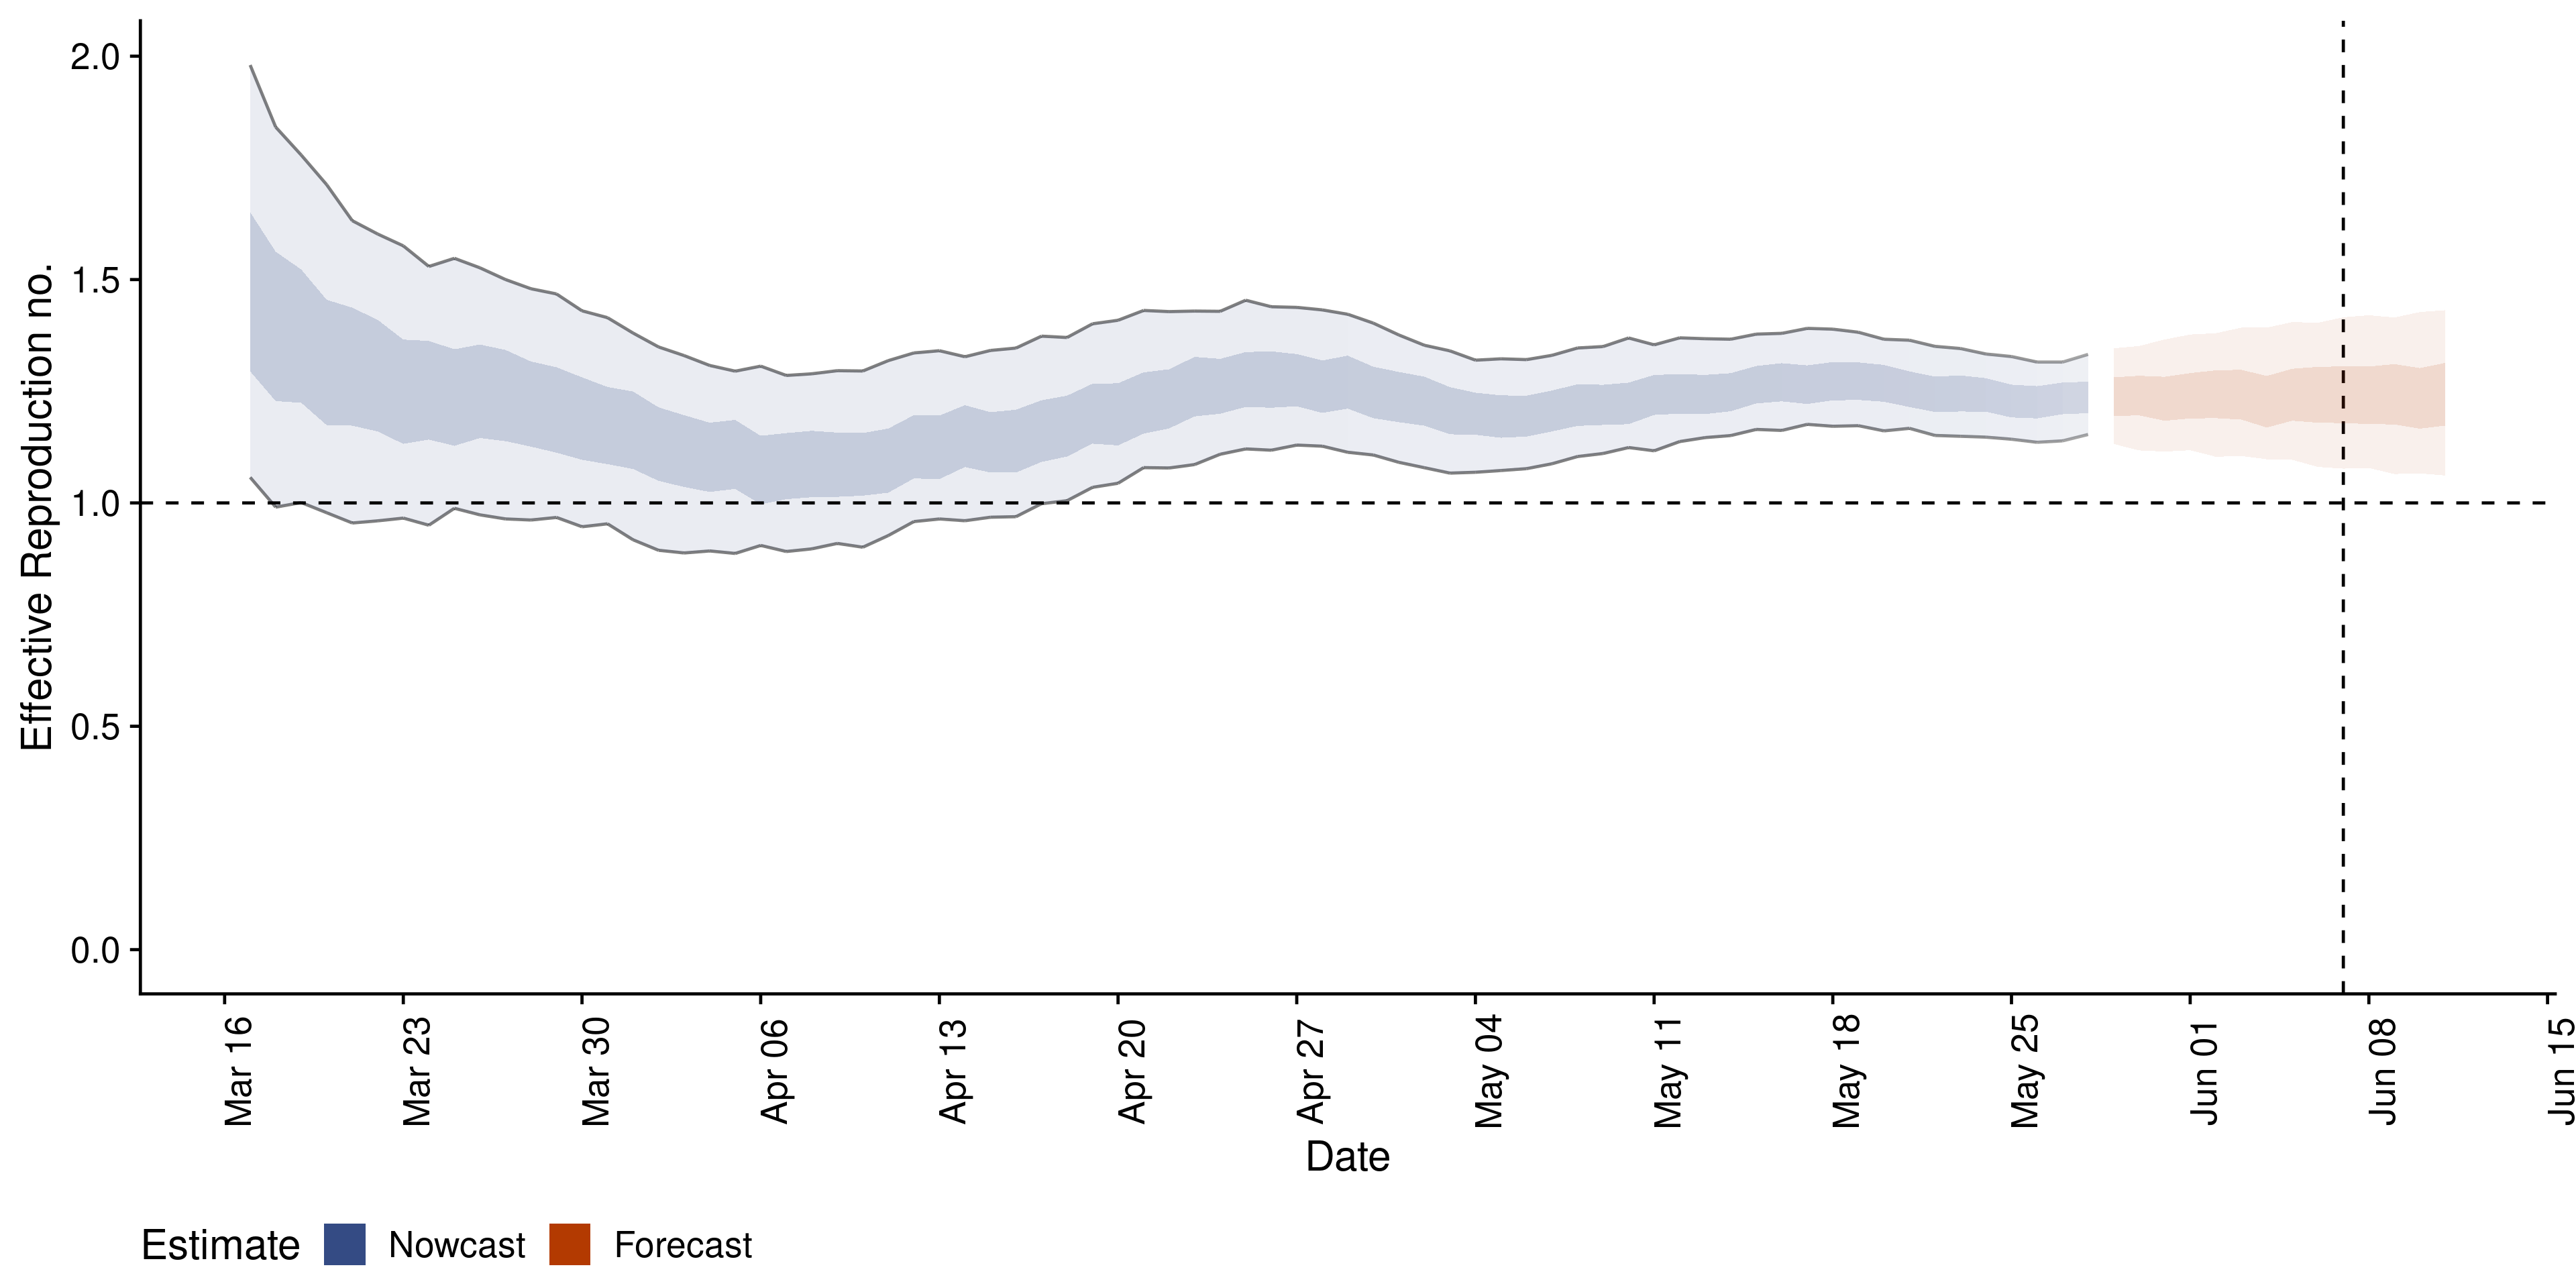 Effective Reproduction no.
2.0
1.5
1.0
0.5
0.0
Mar 16
Mar 23
Mar 30
Apr 06
Apr 13
Apr 20
Apr 27
May 04
May 11
May 18
May 25
Jun 01
Jun 08
Jun 15
Date
Estimate Nowcast Forecast